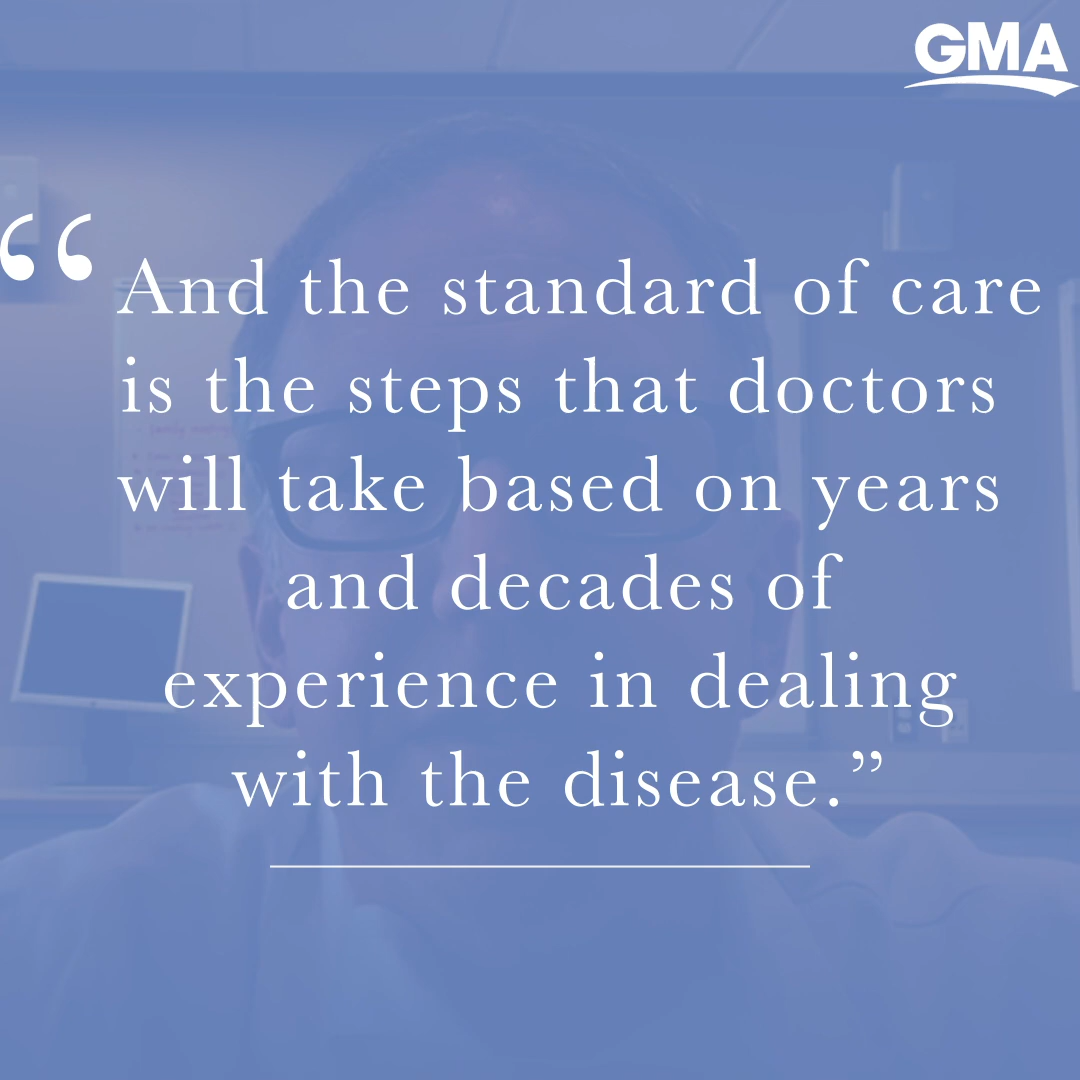 GMA
“And the standard of care
is the steps that doctors
will take based on years
and decades of
experience in dealing
with the disease.”